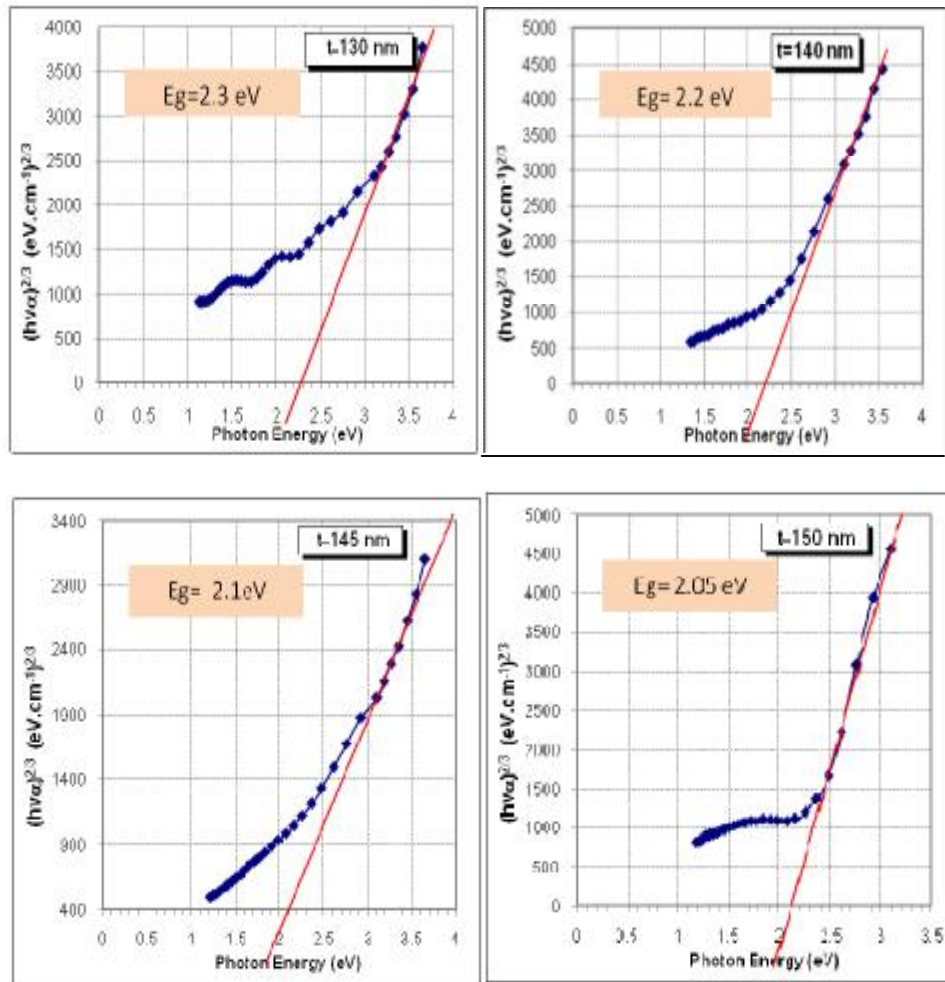 4000
3500
3000
2500
2000
1500
1000
500
0
t=130 nm
Eg=2.3 eV
(hνα)²/³ (eV.cm⁻¹)²/³
0 0.5 1 1.5 2 2.5 3 3.5 4
Photon Energy (eV)
5000
4500
4000
3500
3000
2500
2000
1500
1000
500
0
t=140 nm
Eg= 2.2 eV
(hνα)²/³ (eV.cm⁻¹)²/³
0 0.5 1 1.5 2 2.5 3 3.5 4
Photon Energy (eV)
3400
2900
2400
1900
1400
900
400
t=145 nm
Eg= 2.1eV
(hνα)²/³ (eV.cm⁻¹)²/³
0 0.5 1 1.5 2 2.5 3 3.5 4
Photon Energy (eV)
5000
4500
4000
3500
3000
2500
2000
1500
1000
500
0
t=150 nm
Eg= 2.05 eV
(hνα)²/³ (eV.cm⁻¹)²/³
0 0.5 1 1.5 2 2.5 3 3.5
Photon Energy (eV)